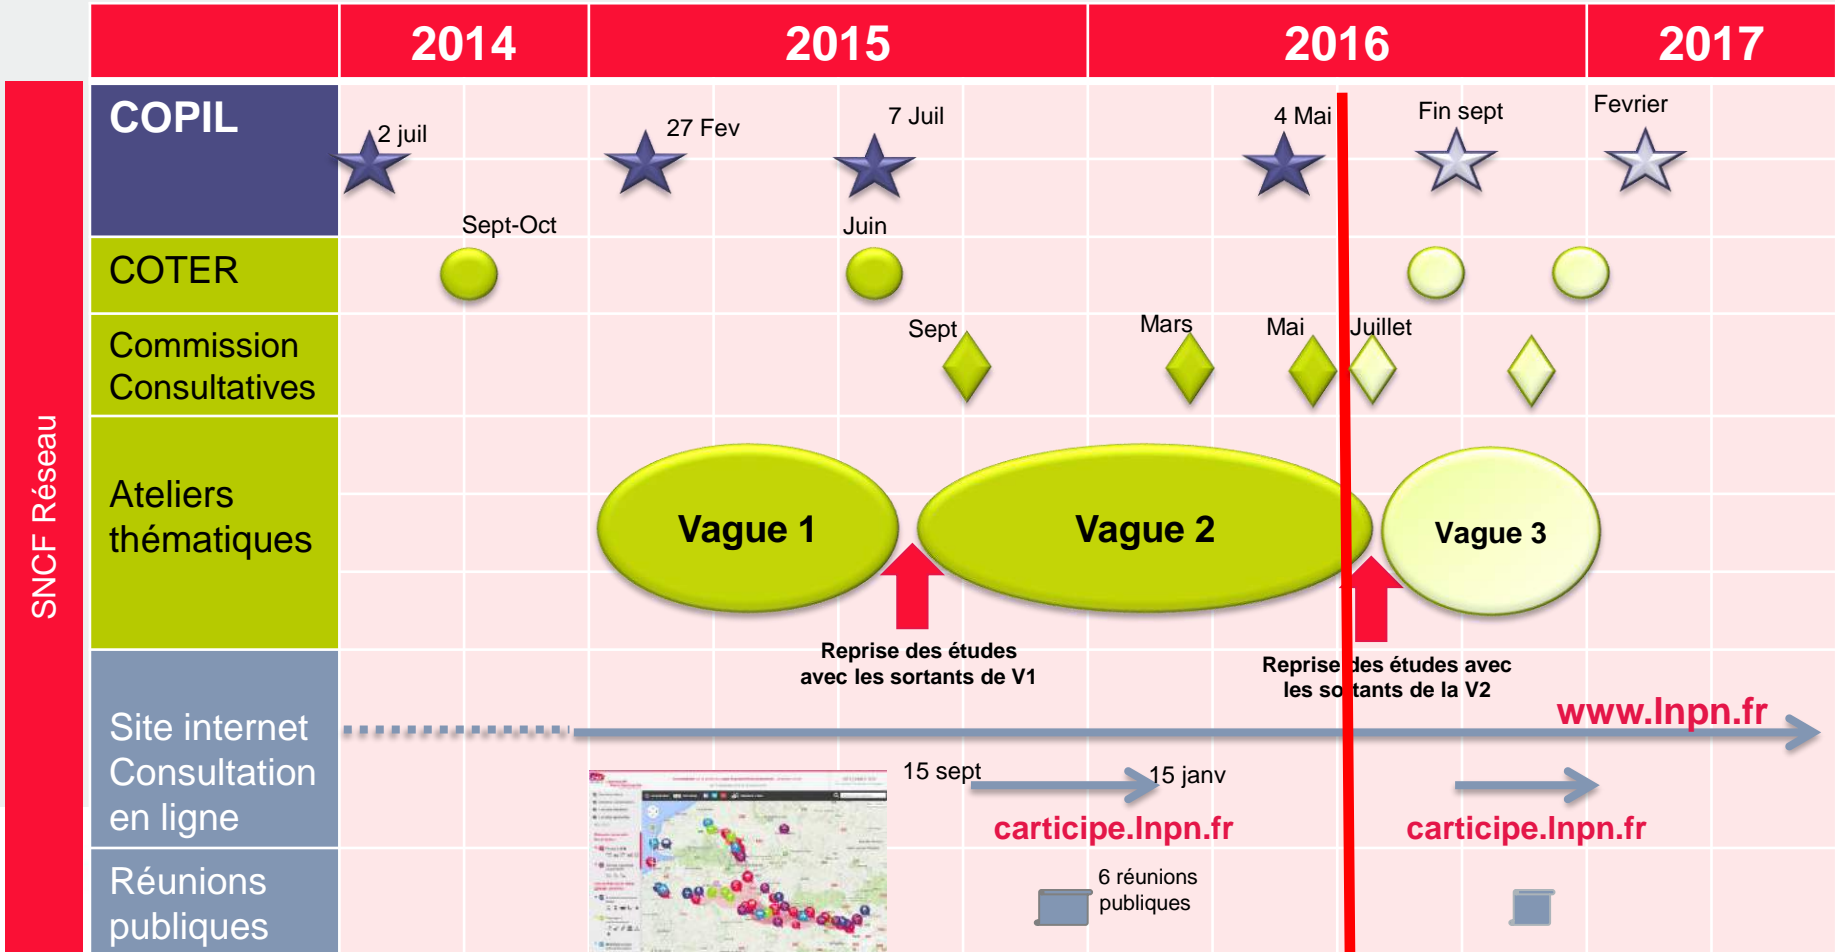 2014
2015
2016
2017
SNCF Réseau
COPIL
2 juil
27 Fev
7 Juil
4 Mai
Fin sept
Fevrier
COTER
Sept-Oct
Juin
Commission
Consultatives
Sept
Mars
Mai
Juillet
Ateliers
thématiques
Vague 1
Vague 2
Vague 3
Reprise des études
avec les sortants de V1
Reprise des études avec
les sortants de la V2
Site internet
Consultation
en ligne
www.lnpn.fr
15 sept
15 janv
carticipe.lnpn.fr
carticipe.lnpn.fr
Réunions
publiques
6 réunions
publiques